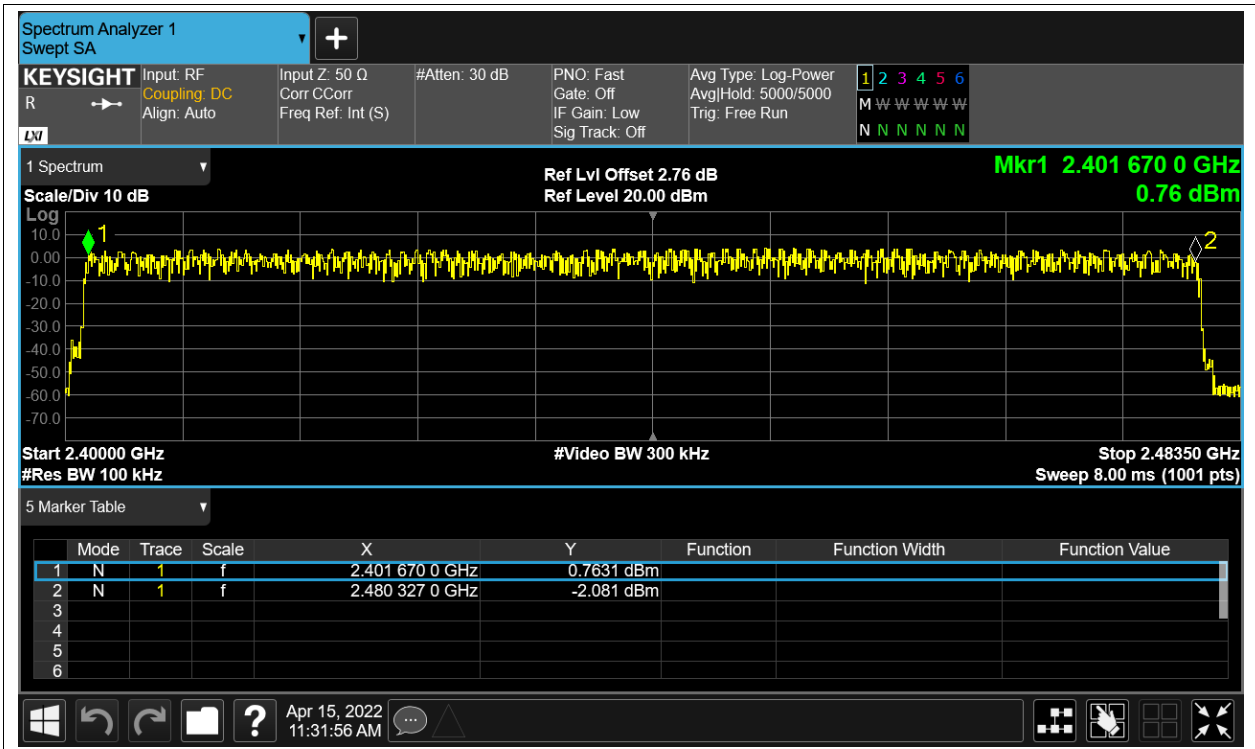 Spectrum Analyzer 1
Swept SA
KEYSIGHT Input: RF Input Z: 50 Ω #Atten: 30 dB PNO: Fast Avg Type: Log-Power 1 2 3 4 5 6
R Coupling: DC Corr CCorr Gate: Off Avg|Hold: 5000/5000 M W W W W W
Align: Auto Freq Ref: Int (S) IF Gain: Low Trig: Free Run
LXI Sig Track: Off N N N N N N
1 Spectrum Ref Lvl Offset 2.76 dB Mkr1 2.401 670 0 GHz
Scale/Div 10 dB Ref Level 20.00 dBm 0.76 dBm
Log
10.0 1 2
0.00
-10.0
-20.0
-30.0
-40.0
-50.0
-60.0
-70.0
Start 2.40000 GHz #Video BW 300 kHz Stop 2.48350 GHz
#Res BW 100 kHz Sweep 8.00 ms (1001 pts)
5 Marker Table
Mode Trace Scale X Y Function Function Width Function Value
1 N 1 f 2.401 670 0 GHz 0.7631 dBm
2 N 1 f 2.480 327 0 GHz -2.081 dBm
3
4
5
6
? Apr 15, 2022
11:31:56 AM